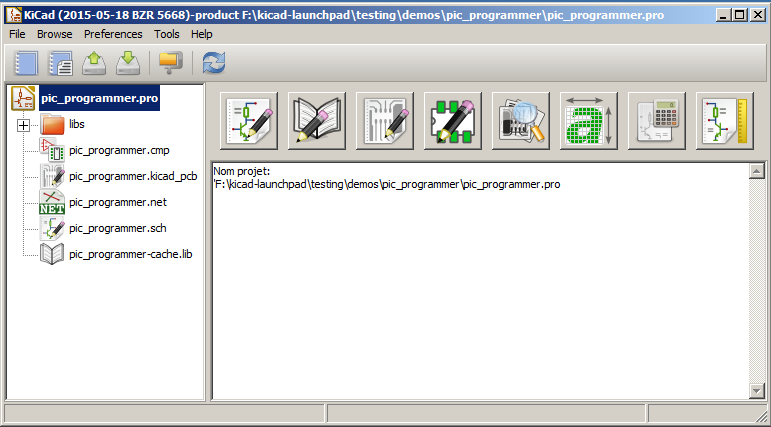 KiCad (2015-05-18 BZR 5668)-product F:\kicad-launchpad\testing\demos\pic_programmer\pic_programmer.pro
File Browse Preferences Tools Help
pic_programmer.pro
libs
pic_programmer.cmp
pic_programmer.kicad_pcb
NET
pic_programmer.net
pic_programmer.sch
pic_programmer-cache.lib
a
Nom projet:
'F:\kicad-launchpad\testing\demos\pic_programmer\pic_programmer.pro